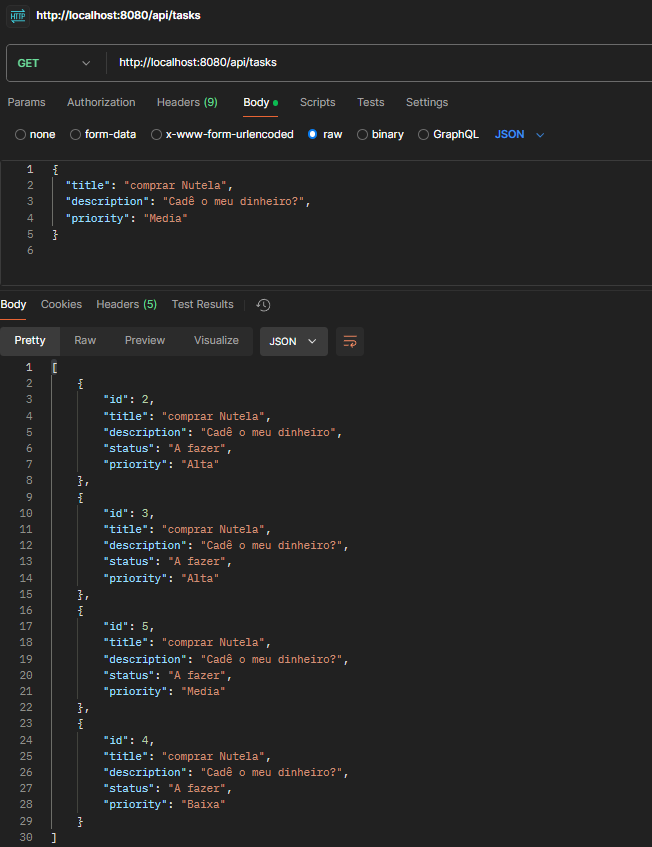 HTTP http://localhost:8080/api/tasks
GET http://localhost:8080/api/tasks
Params Authorization Headers (9) Body Scripts Tests Settings
none form-data x-www-form-urlencoded raw binary GraphQL JSON
1 {
2 "title": "comprar Nutela",
3 "description": "Cadê o meu dinheiro?",
4 "priority": "Media"
5 }
6
Body Cookies Headers (5) Test Results
Pretty Raw Preview Visualize JSON
1 [
2 {
3 "id": 2,
4 "title": "comprar Nutela",
5 "description": "Cadê o meu dinheiro",
6 "status": "A fazer",
7 "priority": "Alta"
8 },
9 {
10 "id": 3,
11 "title": "comprar Nutela",
12 "description": "Cadê o meu dinheiro?",
13 "status": "A fazer",
14 "priority": "Alta"
15 },
16 {
17 "id": 5,
18 "title": "comprar Nutela",
19 "description": "Cadê o meu dinheiro?",
20 "status": "A fazer",
21 "priority": "Media"
22 },
23 {
24 "id": 4,
25 "title": "comprar Nutela",
26 "description": "Cadê o meu dinheiro?",
27 "status": "A fazer",
28 "priority": "Baixa"
29 }
30 ]